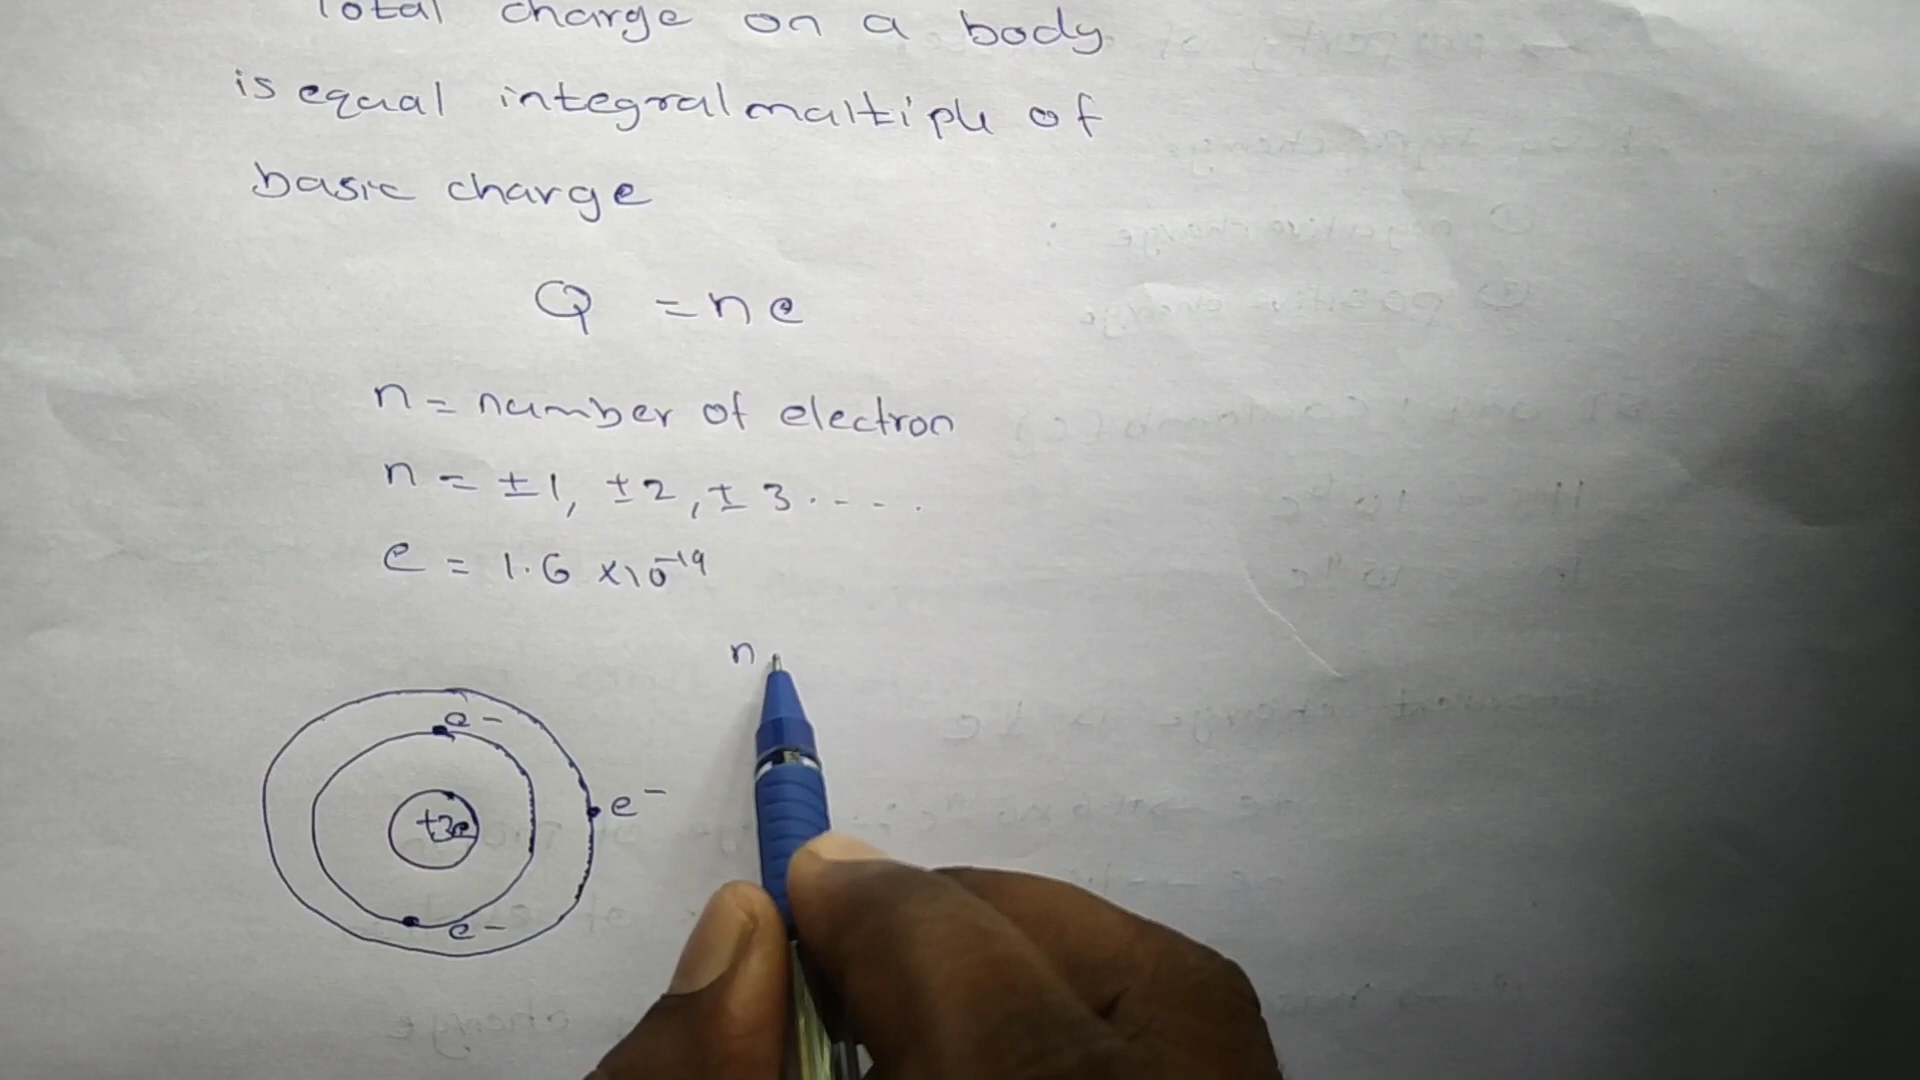 Total charge on a body
is equal integral maltiple of
basic charge
Q = ne
n = number of electron
n = ±1, ±2, ±3 . - - .
e = 1.6 ×10⁻¹⁹
n
e -
e -
+3e
e -